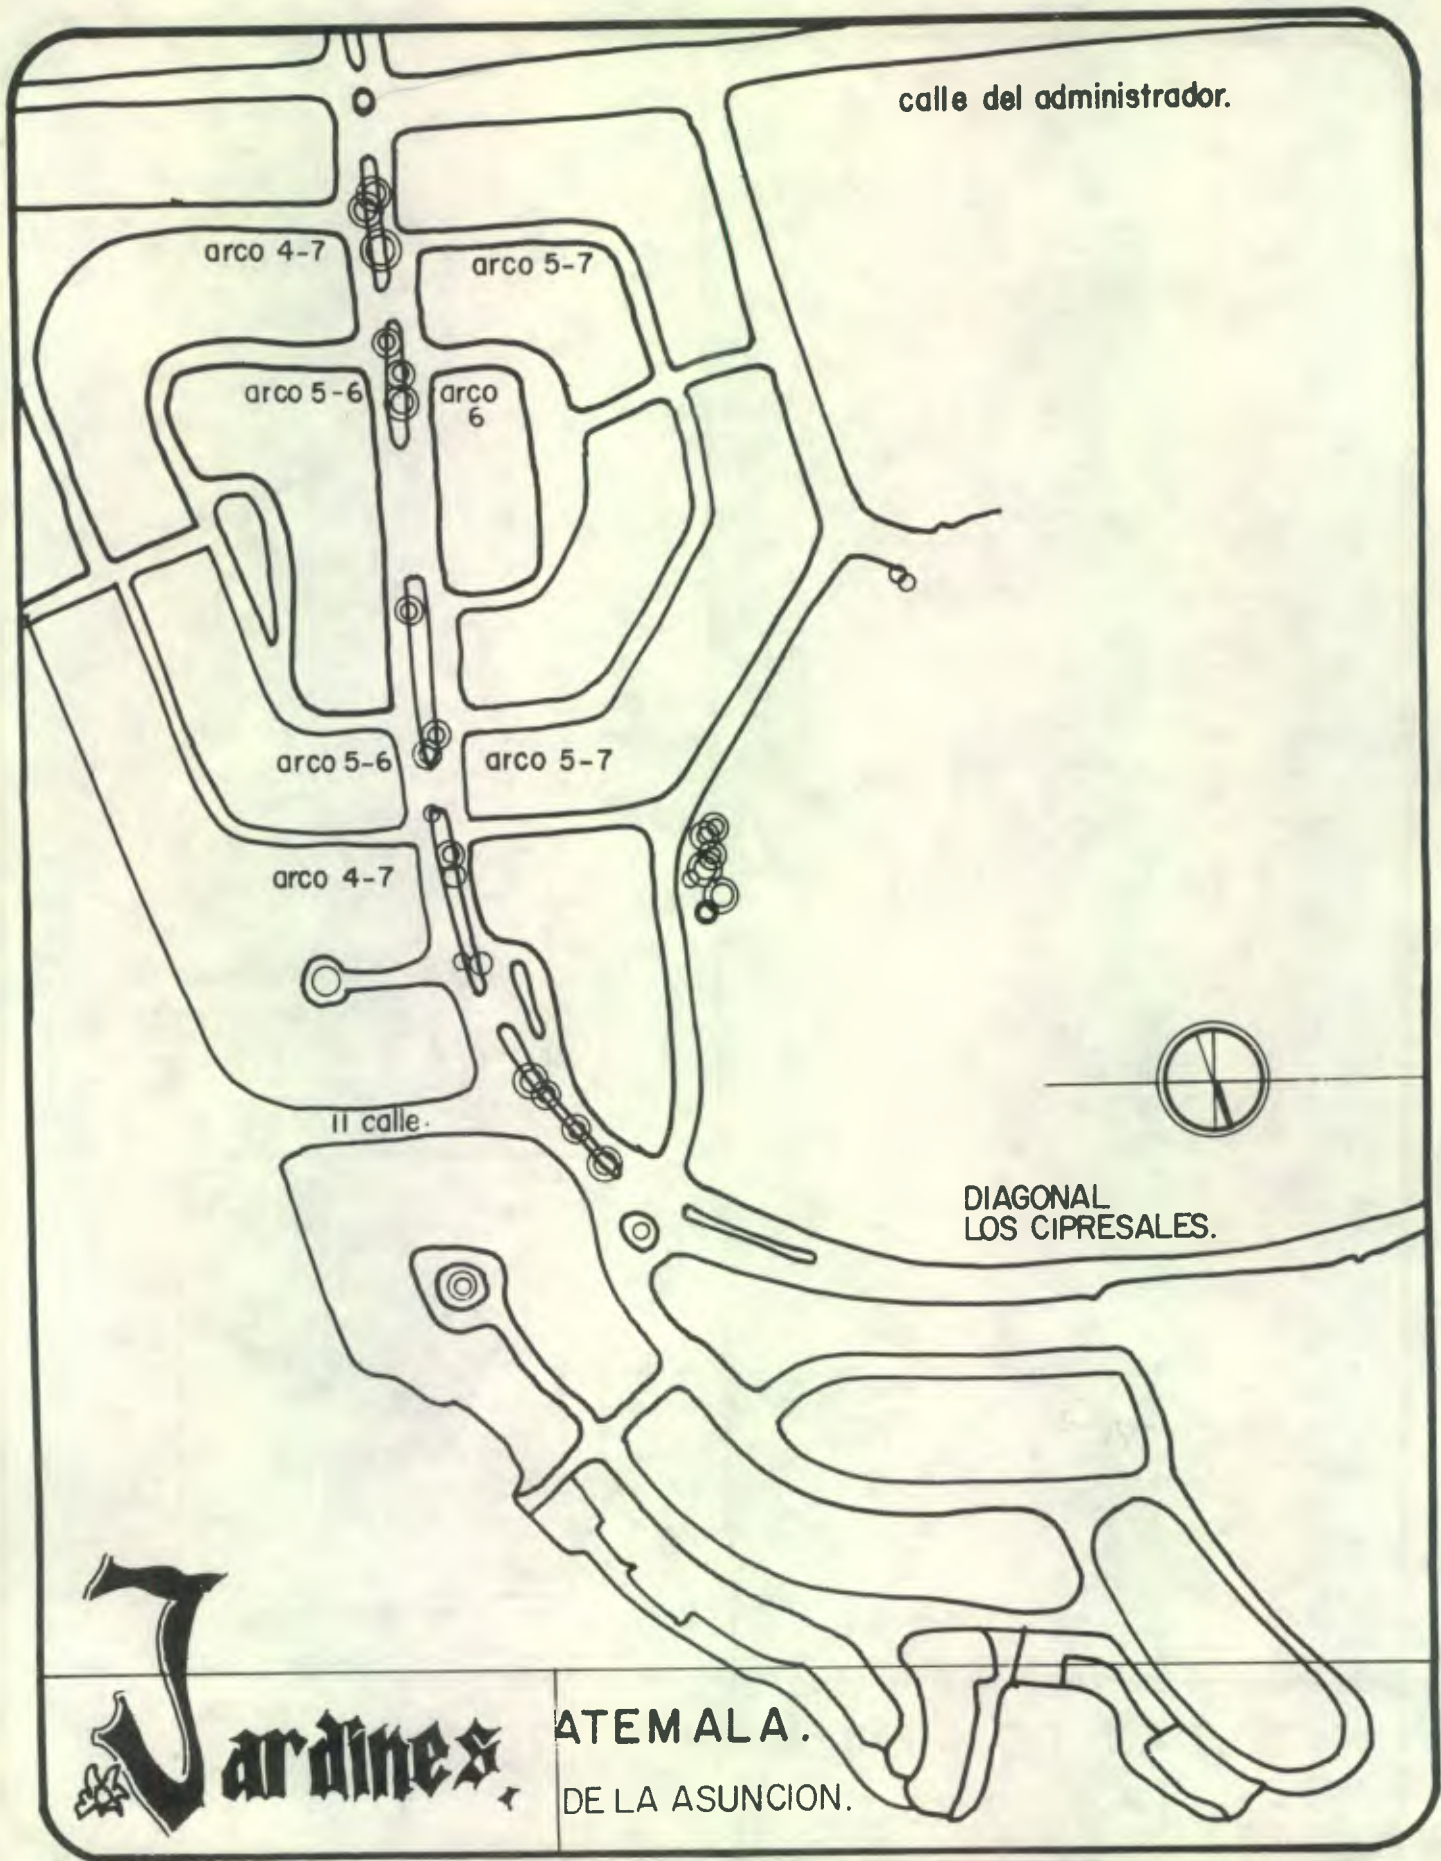 calle del administrador.
arco 4-7
arco 5-7
arco 5-6
arco
6
arco 5-6
arco 5-7
arco 4-7
11 calle.
DIAGONAL
LOS CIPRESALES.
Jardines.
ATEMALA.
DE LA ASUNCION.